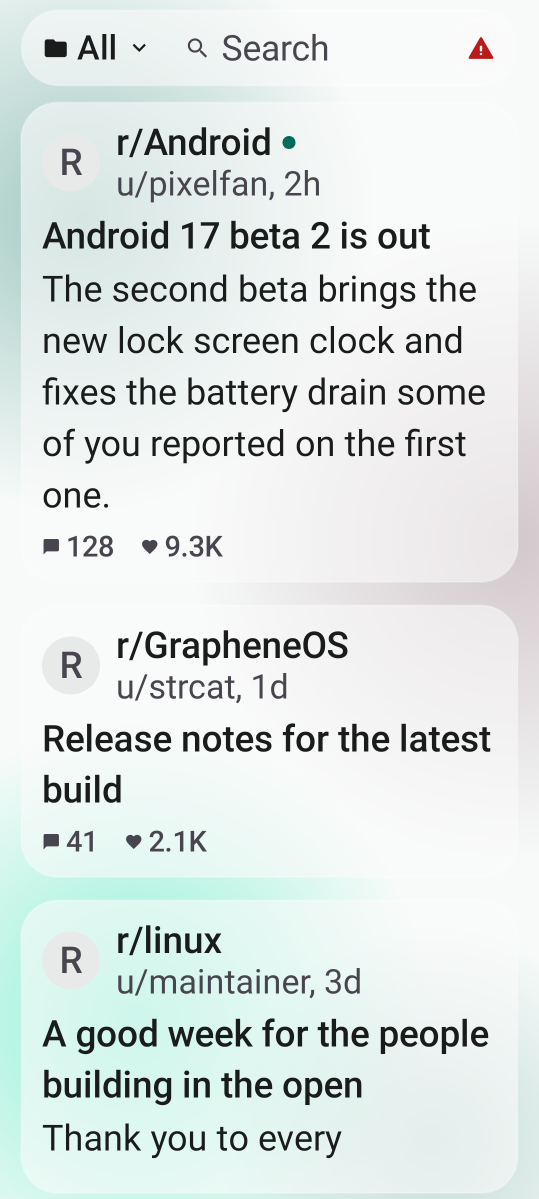 All
Search
R
r/Android
u/pixelfan, 2h
Android 17 beta 2 is out
The second beta brings the
new lock screen clock and
fixes the battery drain some
of you reported on the first
one.
128 9.3K
R
r/GrapheneOS
u/strcat, 1d
Release notes for the latest
build
41 2.1K
R
r/linux
u/maintainer, 3d
A good week for the people
building in the open
Thank you to every